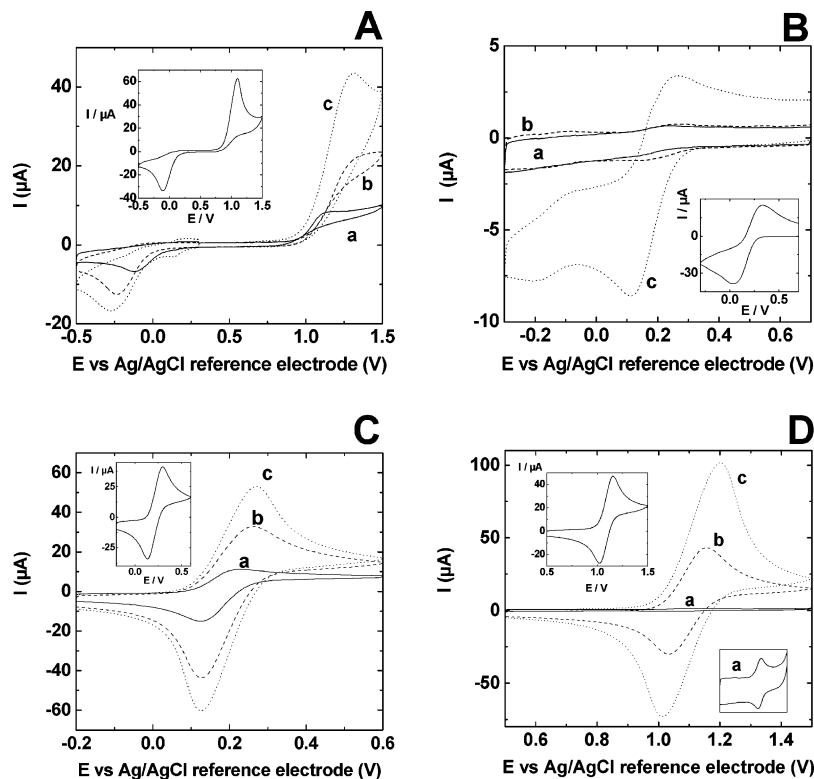 A
I (µA)
40
20
0
-20
-0.5
0.0
0.5
1.0
1.5
E vs Ag/AgCl reference electrode (V)
c
b
a
I / µA
60
40
20
0
-20
-40
-0.5
0.0
0.5
1.0
1.5
E / V
B
I (µA)
5
0
-5
-10
-0.2
0.0
0.2
0.4
0.6
E vs Ag/AgCl reference electrode (V)
b
a
c
c
I / µA
0
-30
0.0
0.5
E / V
C
I (µA)
60
40
20
0
-20
-40
-60
-0.2
0.0
0.2
0.4
0.6
E vs Ag/AgCl reference electrode (V)
c
b
a
I / µA
25
0
-25
0.0
0.5
E / V
D
I (µA)
100
50
0
-50
0.6
0.8
1.0
1.2
1.4
E vs Ag/AgCl reference electrode (V)
c
b
a
I / µA
40
20
0
-20
0.5
1.0
1.5
E / V
a